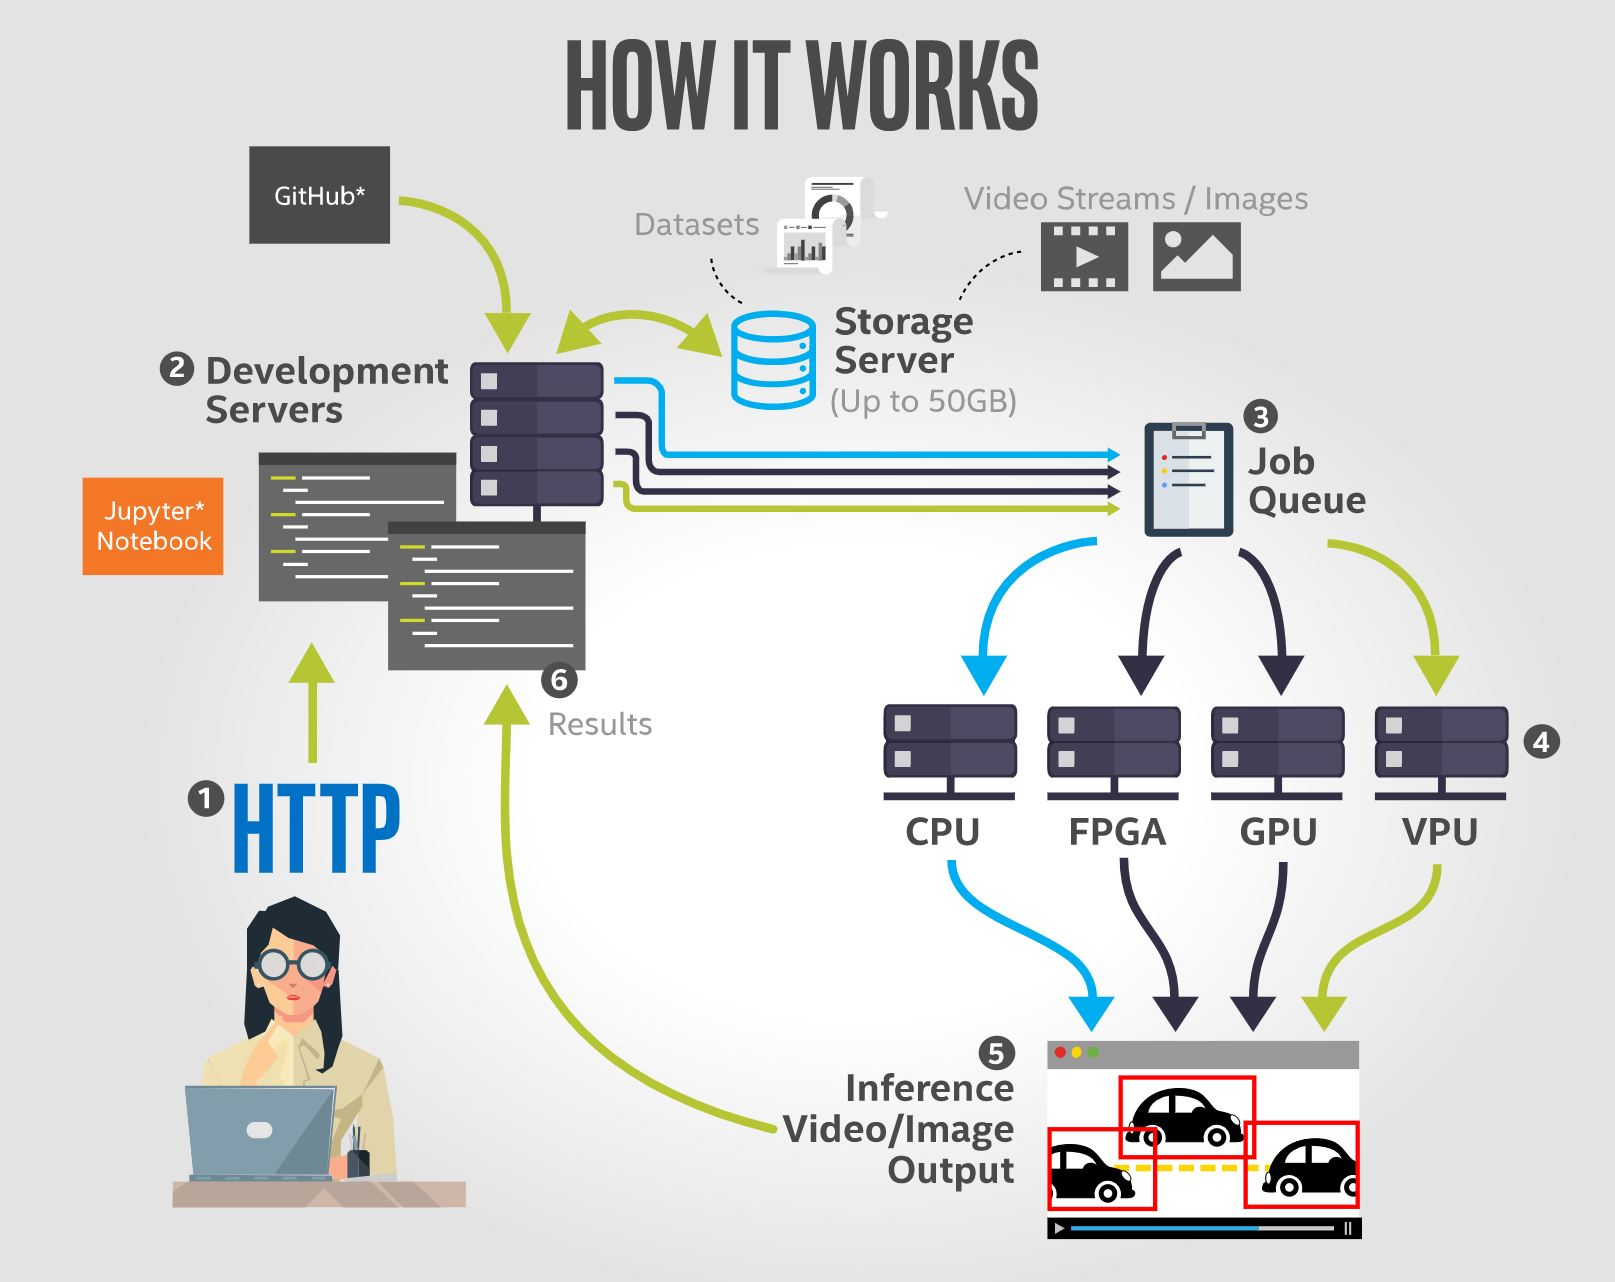 HOW IT WORKS
GitHub*
Datasets
Video Streams / Images
Storage
Server
(Up to 50GB)
2 Development
Servers
Jupyter*
Notebook
3
Job
Queue
6
Results
4
1 HTTP
CPU
FPGA
GPU
VPU
5
Inference
Video/Image
Output